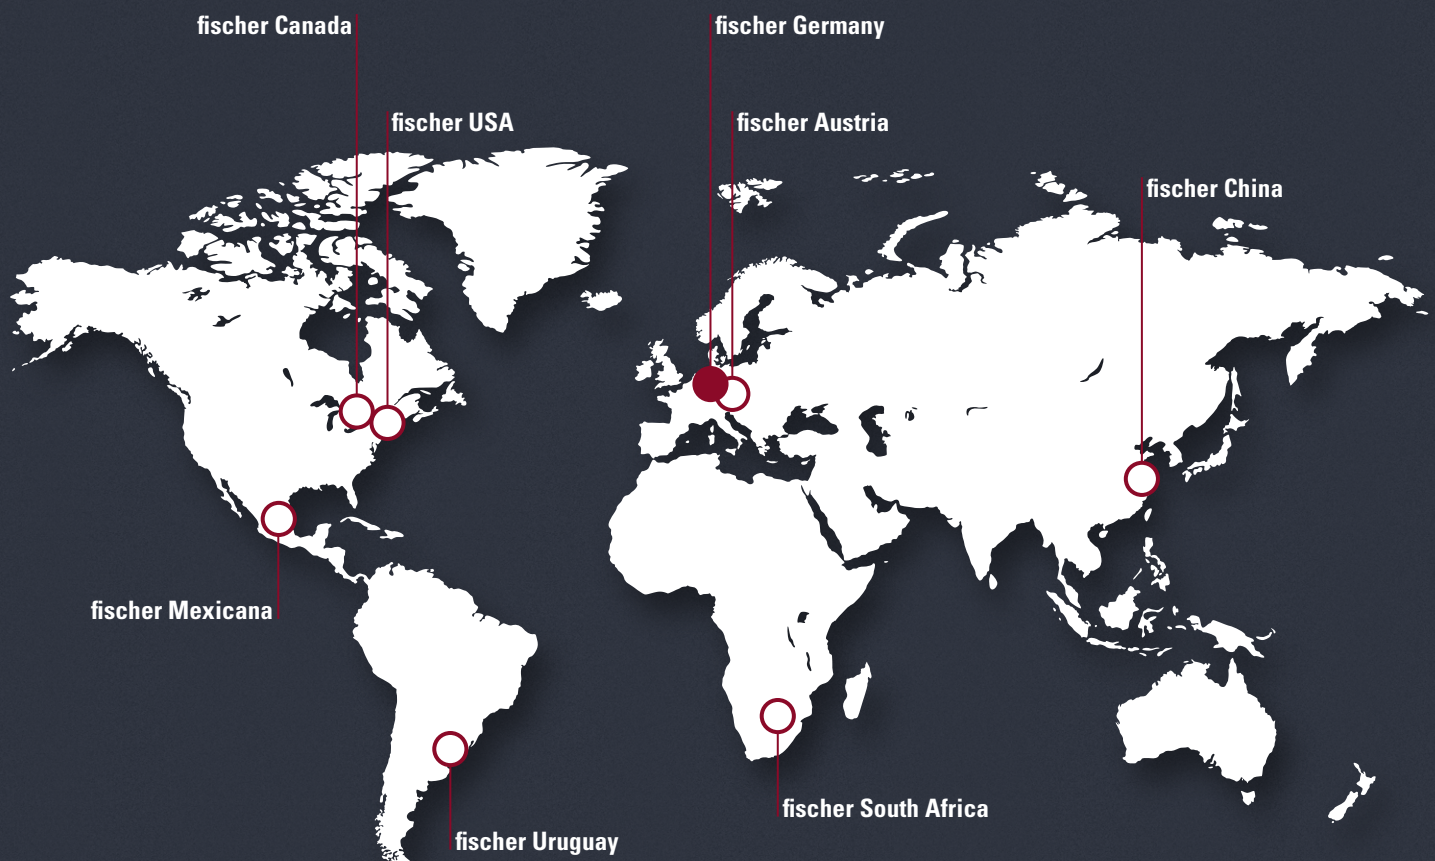 fischer Canada
fischer Germany
fischer USA
fischer Austria
fischer China
fischer Mexicana
fischer South Africa
fischer Uruguay